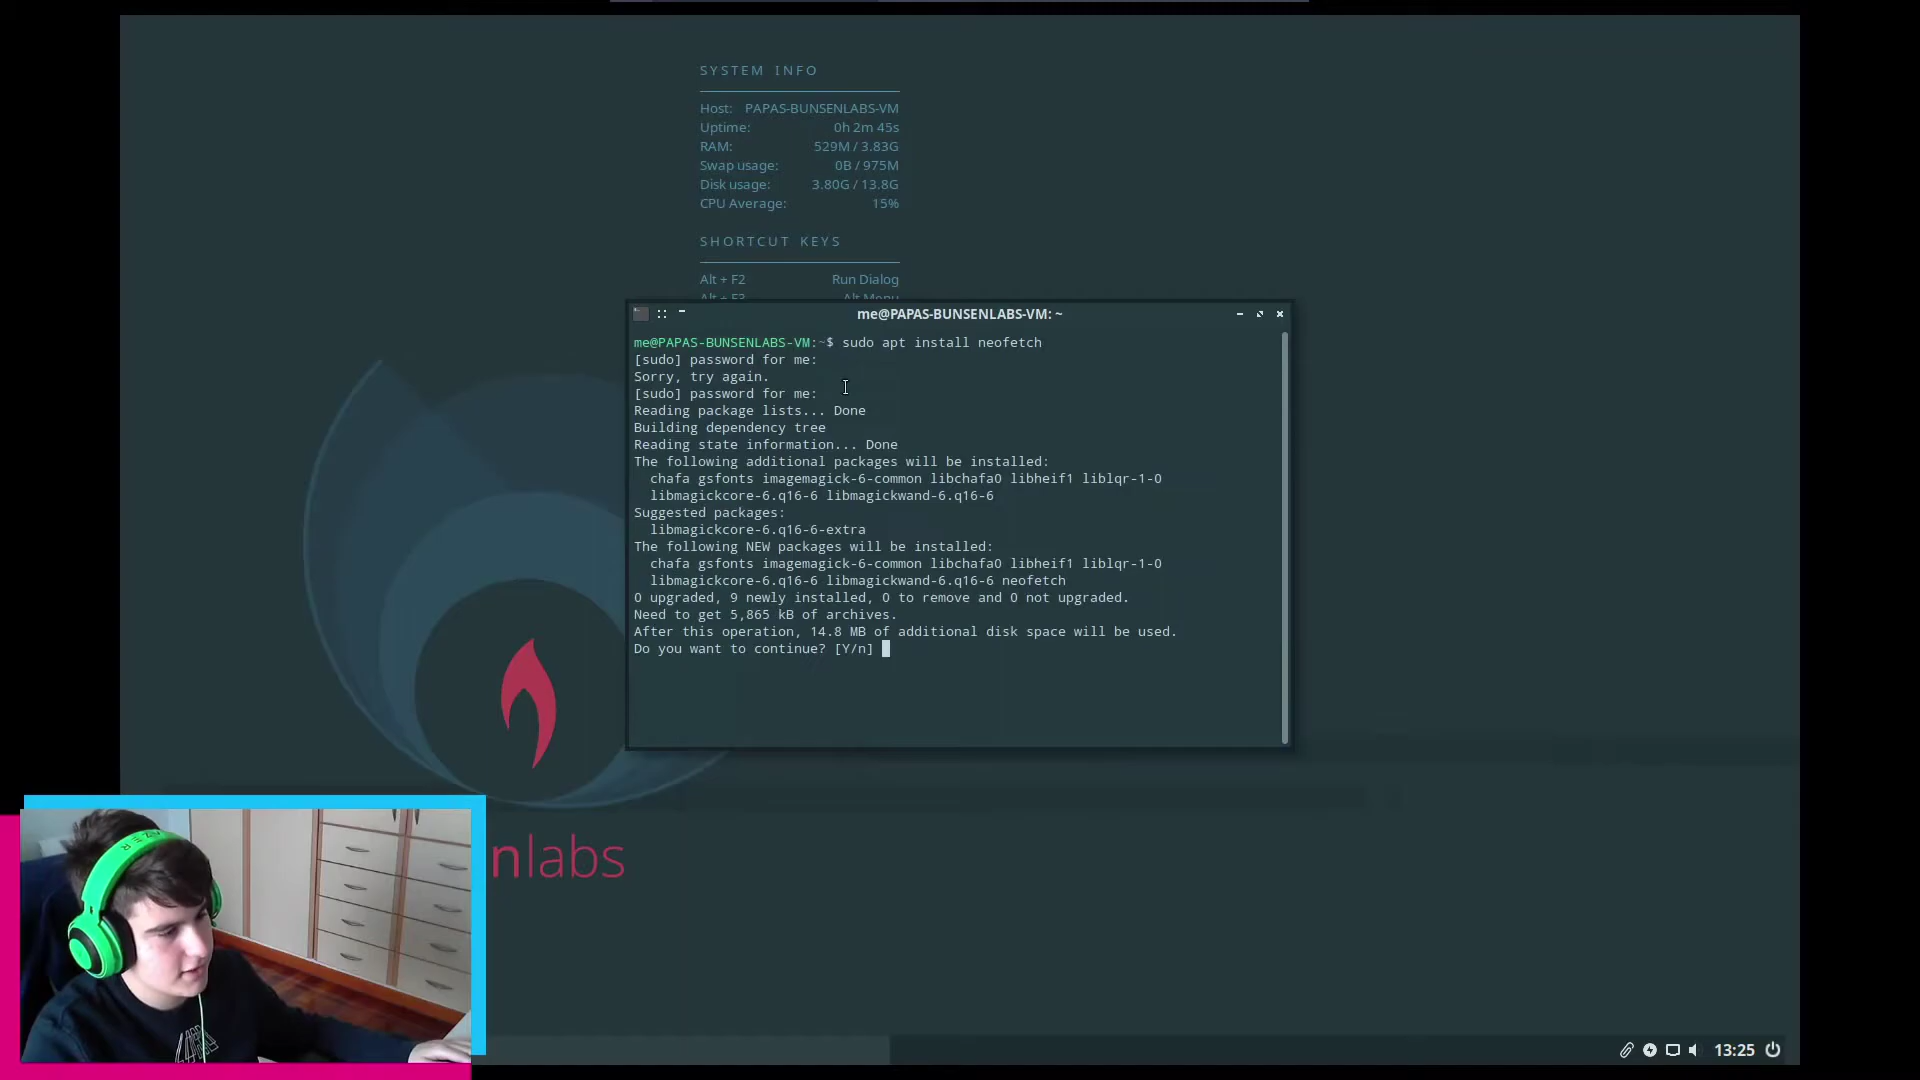 SYSTEM INFO
Host: PAPAS-BUNSENLABS-VM
Uptime: 0h 2m 45s
RAM: 529M / 3.83G
Swap usage: 0B / 975M
Disk usage: 3.80G / 13.8G
CPU Average: 15%
SHORTCUT KEYS
Alt + F2 Run Dialog
Alt + F3 Alt Menu
me@PAPAS-BUNSENLABS-VM: ~
me@PAPAS-BUNSENLABS-VM:~$ sudo apt install neofetch
[sudo] password for me:
Sorry, try again.
[sudo] password for me:
Reading package lists... Done
Building dependency tree
Reading state information... Done
The following additional packages will be installed:
chafa gsfonts imagemagick-6-common libchafa0 libheif1 liblqr-1-0
libmagickcore-6.q16-6 libmagickwand-6.q16-6
Suggested packages:
libmagickcore-6.q16-6-extra
The following NEW packages will be installed:
chafa gsfonts imagemagick-6-common libchafa0 libheif1 liblqr-1-0
libmagickcore-6.q16-6 libmagickwand-6.q16-6 neofetch
0 upgraded, 9 newly installed, 0 to remove and 0 not upgraded.
Need to get 5,865 kB of archives.
After this operation, 14.8 MB of additional disk space will be used.
Do you want to continue? [Y/n]
nlabs
RAZER
13:25